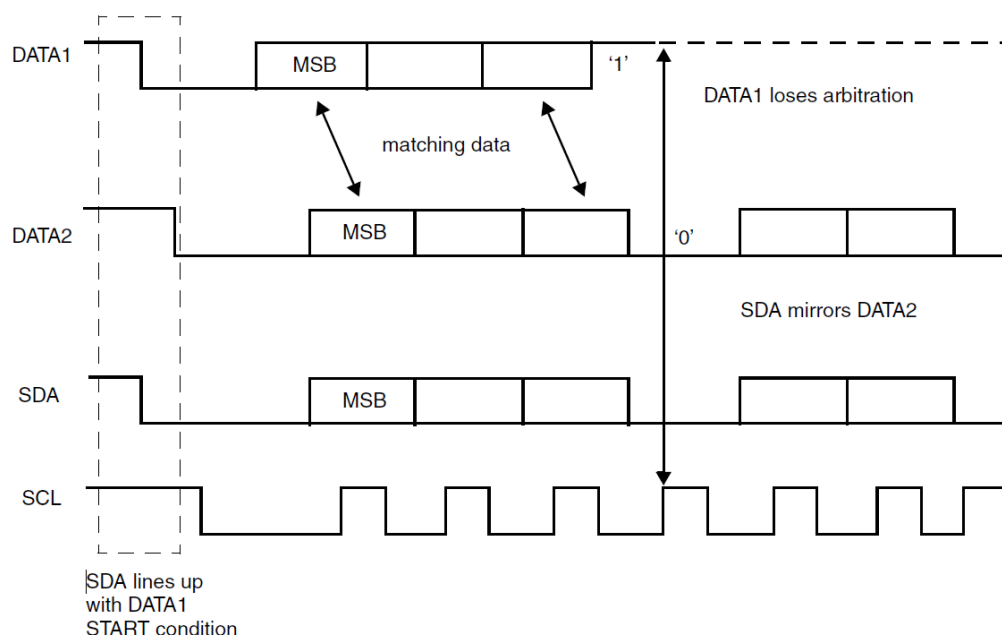 DATA1
MSB
‘1’
DATA1 loses arbitration
matching data
DATA2
MSB
‘0’
SDA mirrors DATA2
SDA
MSB
SCL
SDA lines up
with DATA1
START condition